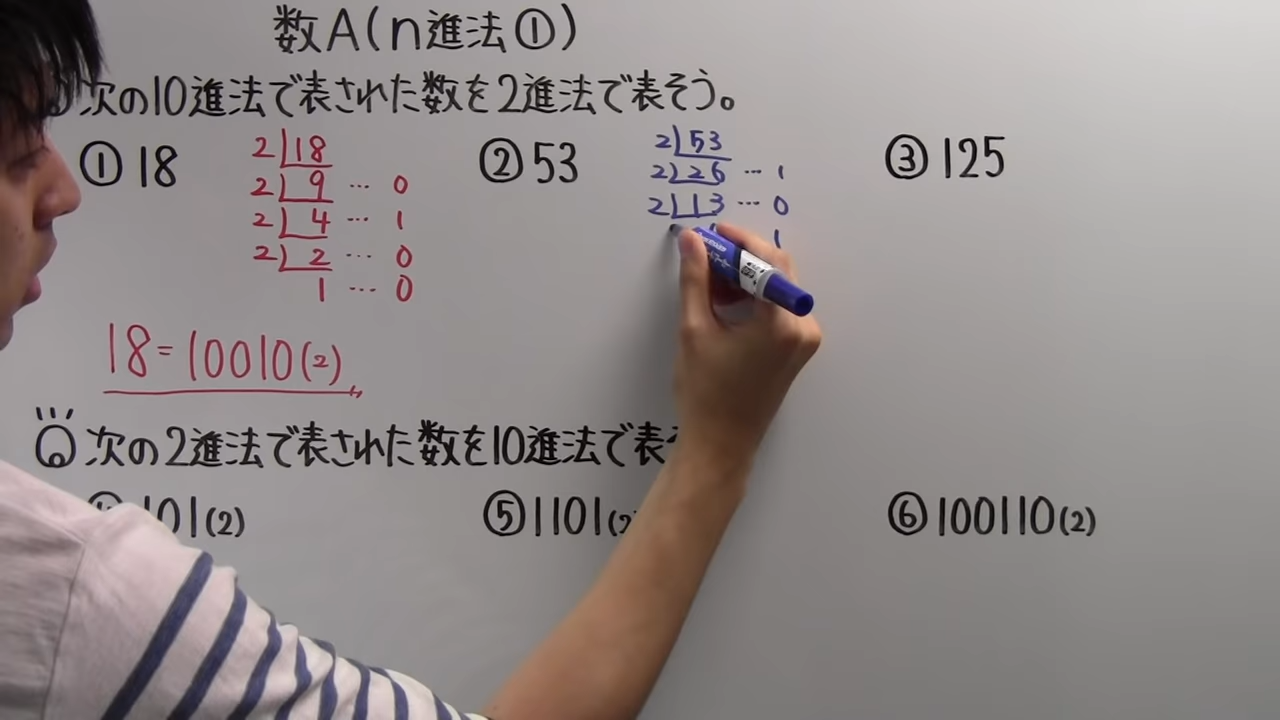 数A(n進法①)
次の10進法で表された数を2進法で表そう。
① 18
2 18
2 9 … 0
2 4 … 1
2 2 … 0
1 … 0
18=10010(2)
② 53
2 53
2 26 … 1
2 13 … 0
1
③ 125
次の2進法で表された数を10進法で表
101(2)
⑤ 1101(2
⑥ 100110(2)